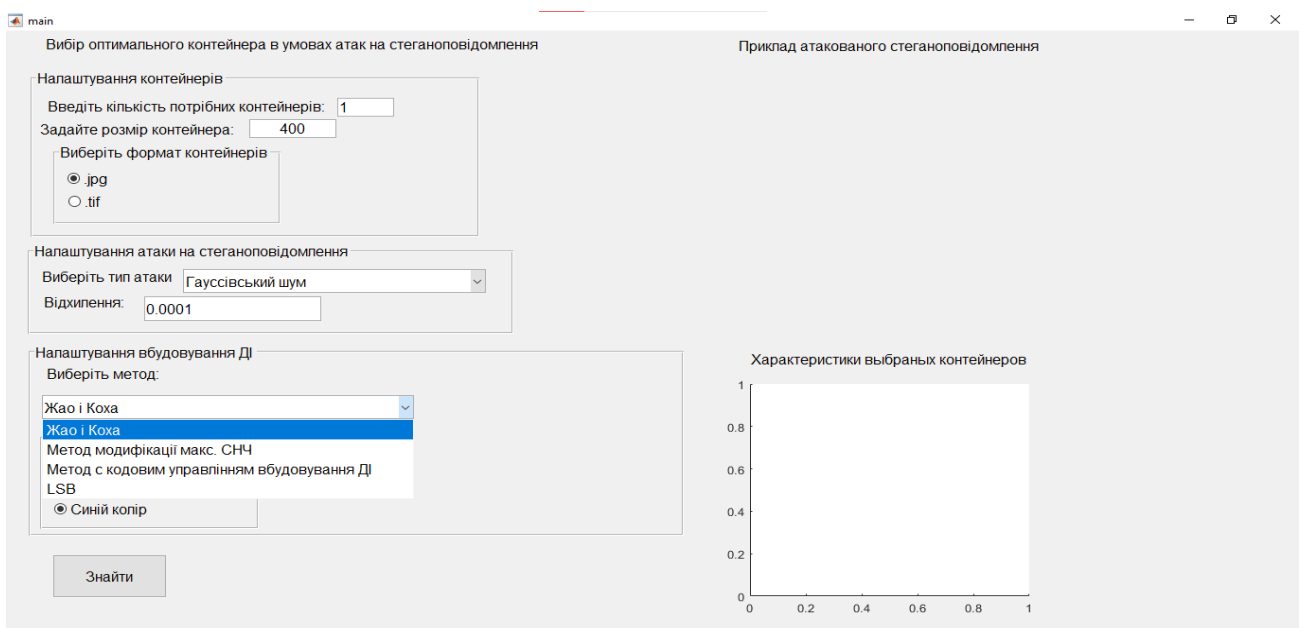 main
Вибір оптимального контейнера в умовах атак на стеганоповідомлення
Налаштування контейнерів
Введіть кількість потрібних контейнерів: 1
Задайте розмір контейнера: 400
Виберіть формат контейнерів
.jpg
.tif
Налаштування атаки на стеганоповідомлення
Виберіть тип атаки Гауссівський шум
Відхилення: 0.0001
Налаштування вбудовування ДІ
Виберіть метод:
Жао і Коха
Жао і Коха
Метод модифікації макс. СНЧ
Метод с кодовим управлінням вбудовування ДІ
LSB
Синій копір
Знайти
Приклад атакованого стеганоповідомлення
Характеристики выбраных контейнеров
1
0.8
0.6
0.4
0.2
0
0 0.2 0.4 0.6 0.8 1